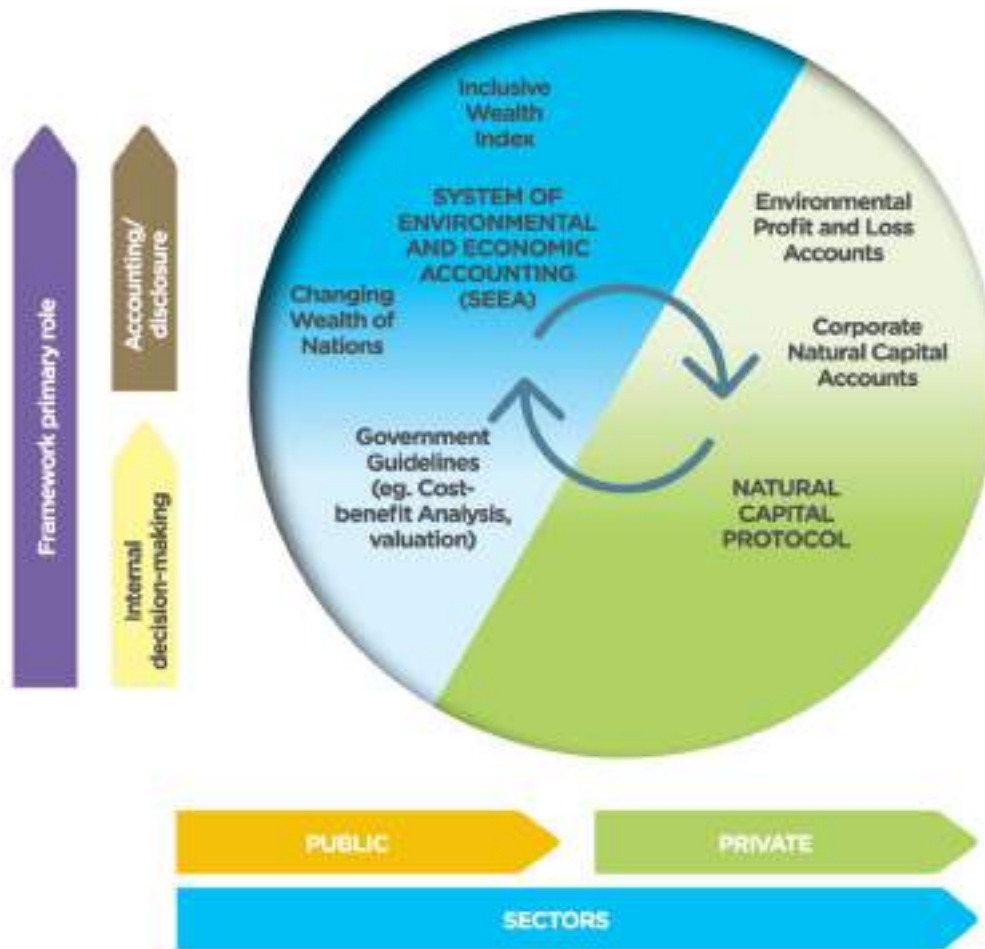 Inclusive
Wealth
Index
SYSTEM OF
ENVIRONMENTAL
AND ECONOMIC
ACCOUNTING
(SEEA)
Changing
Wealth of
Nations
Government
Guidelines
(eg. Cost-
benefit Analysis,
valuation)
Environmental
Profit and Loss
Accounts
Corporate
Natural Capital
Accounts
NATURAL
CAPITAL
PROTOCOL
Framework primary role
Accounting/
disclosure
Internal
decision-making
PUBLIC
PRIVATE
SECTORS